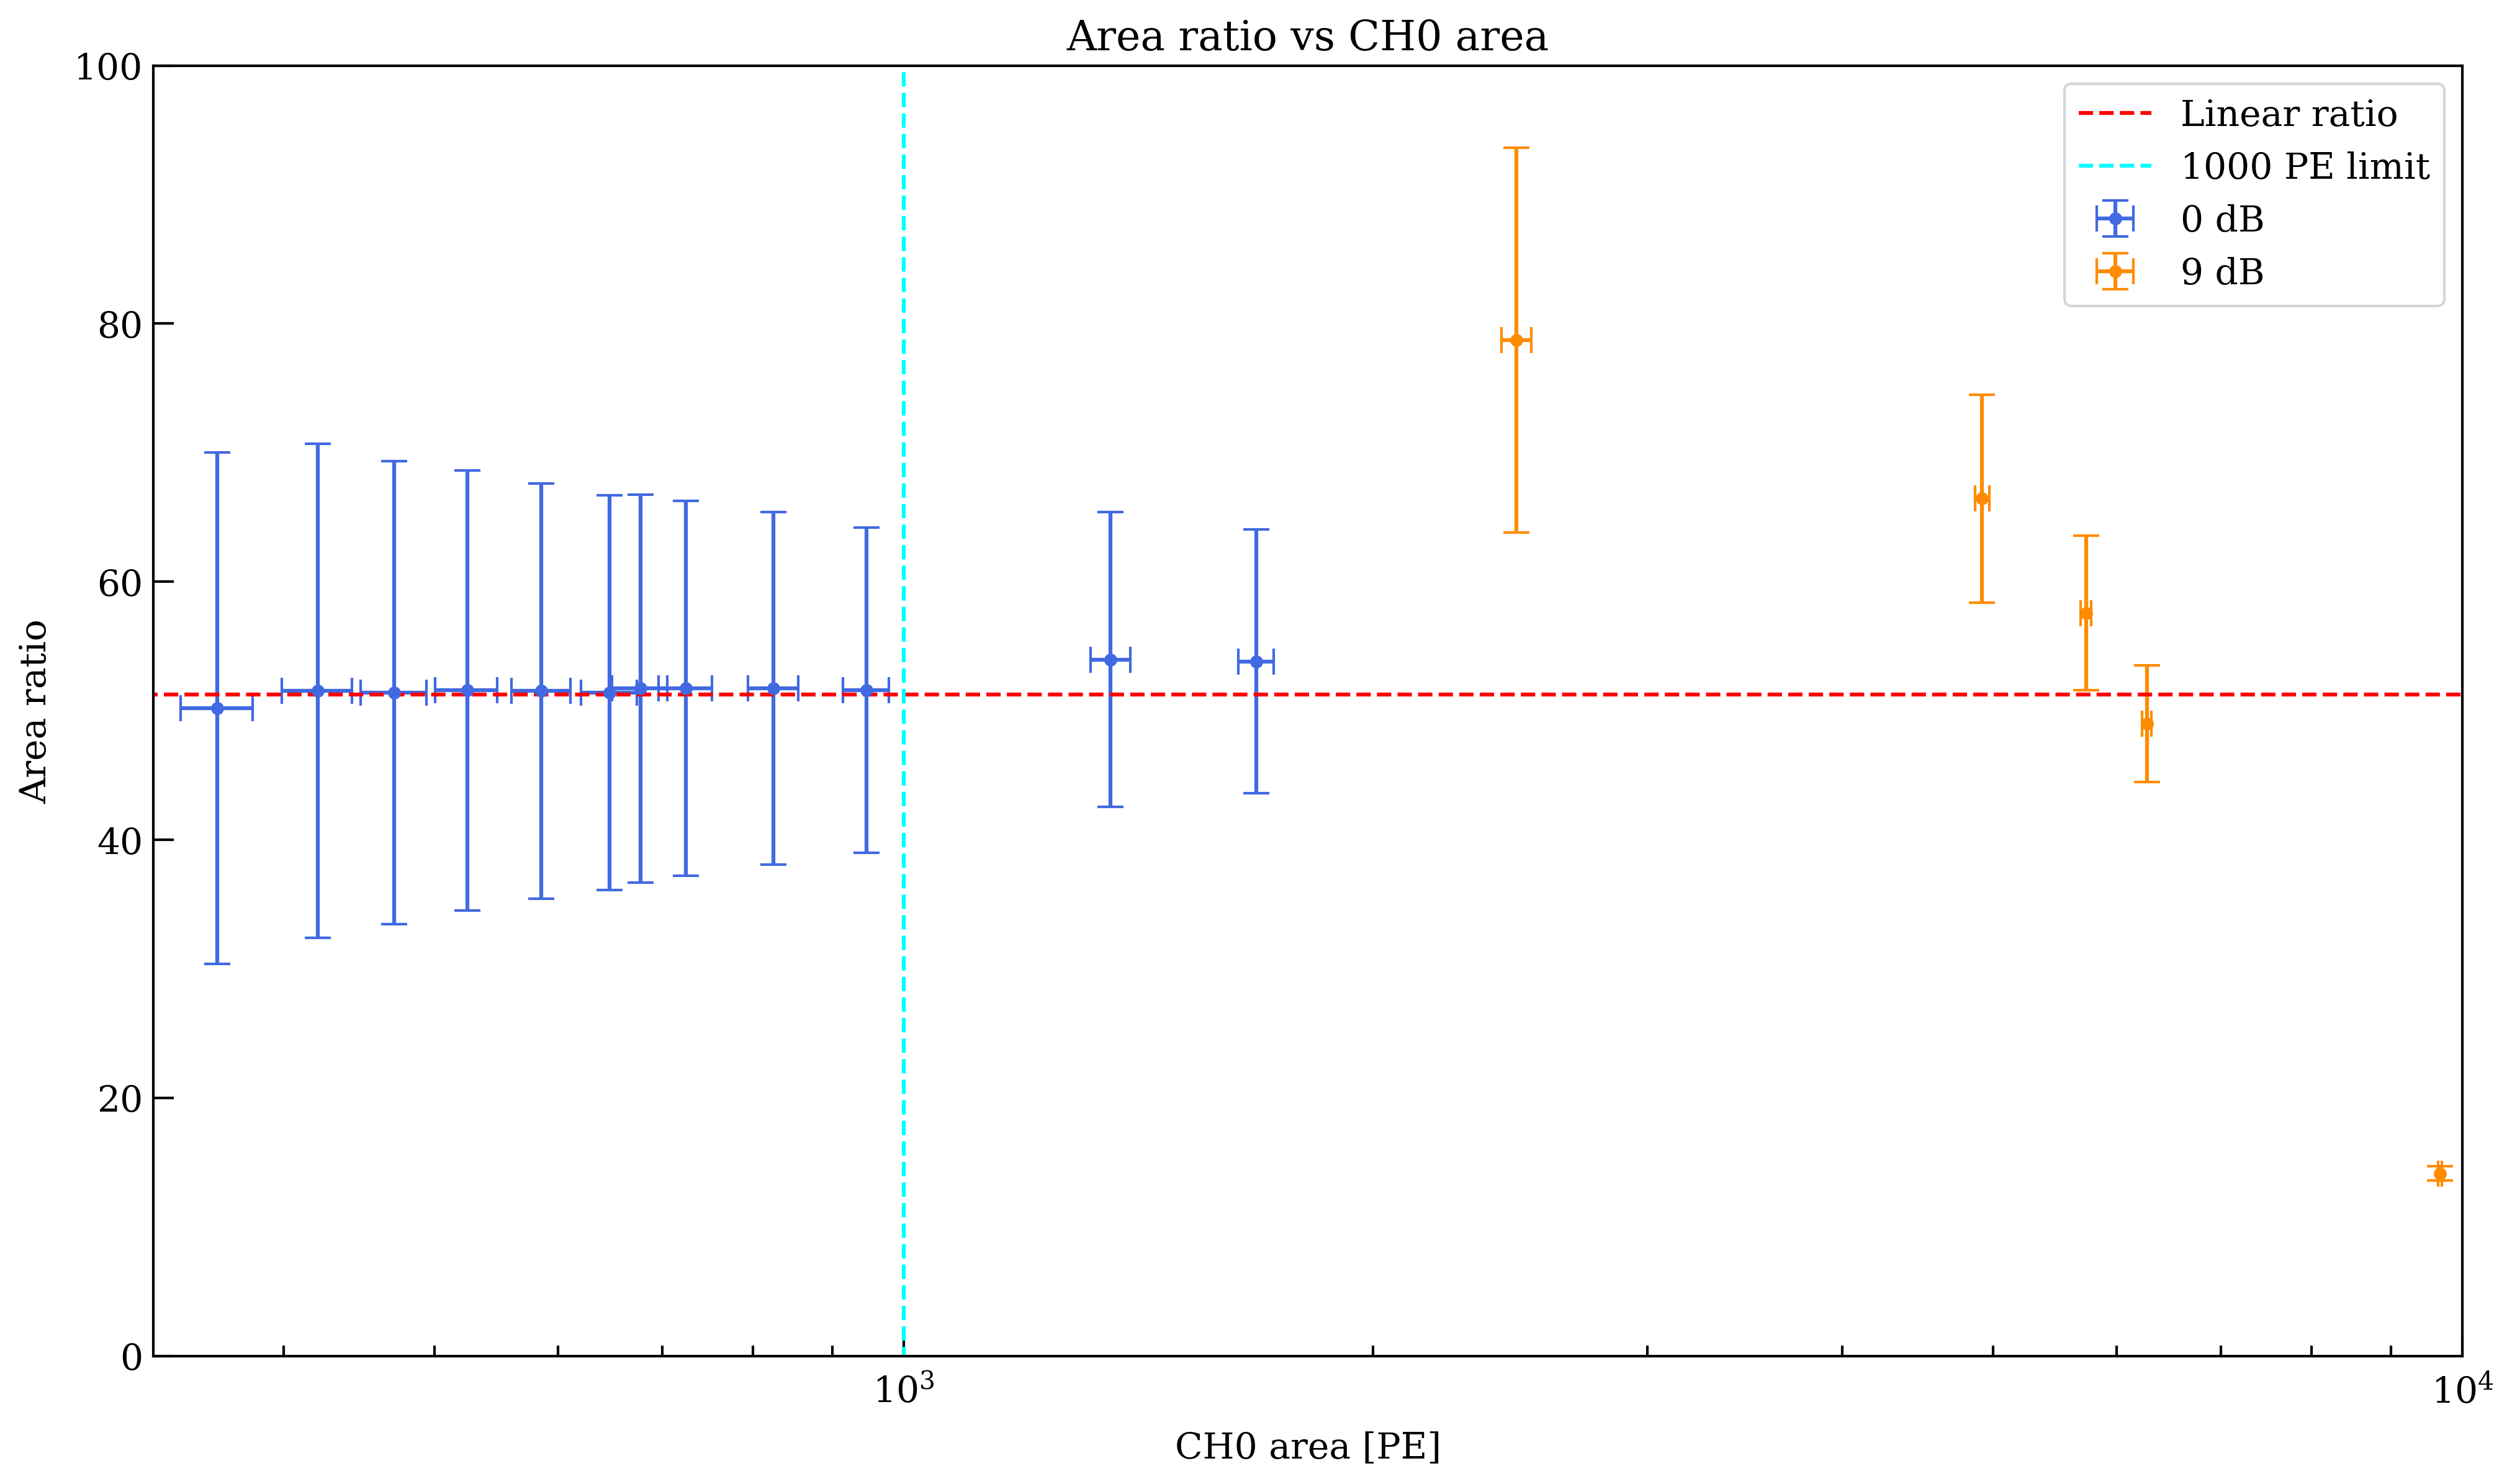 Area ratio vs CH0 area
100
80
60
40
20
0
Area ratio
10³
10⁴
CH0 area [PE]
Linear ratio
1000 PE limit
0 dB
9 dB